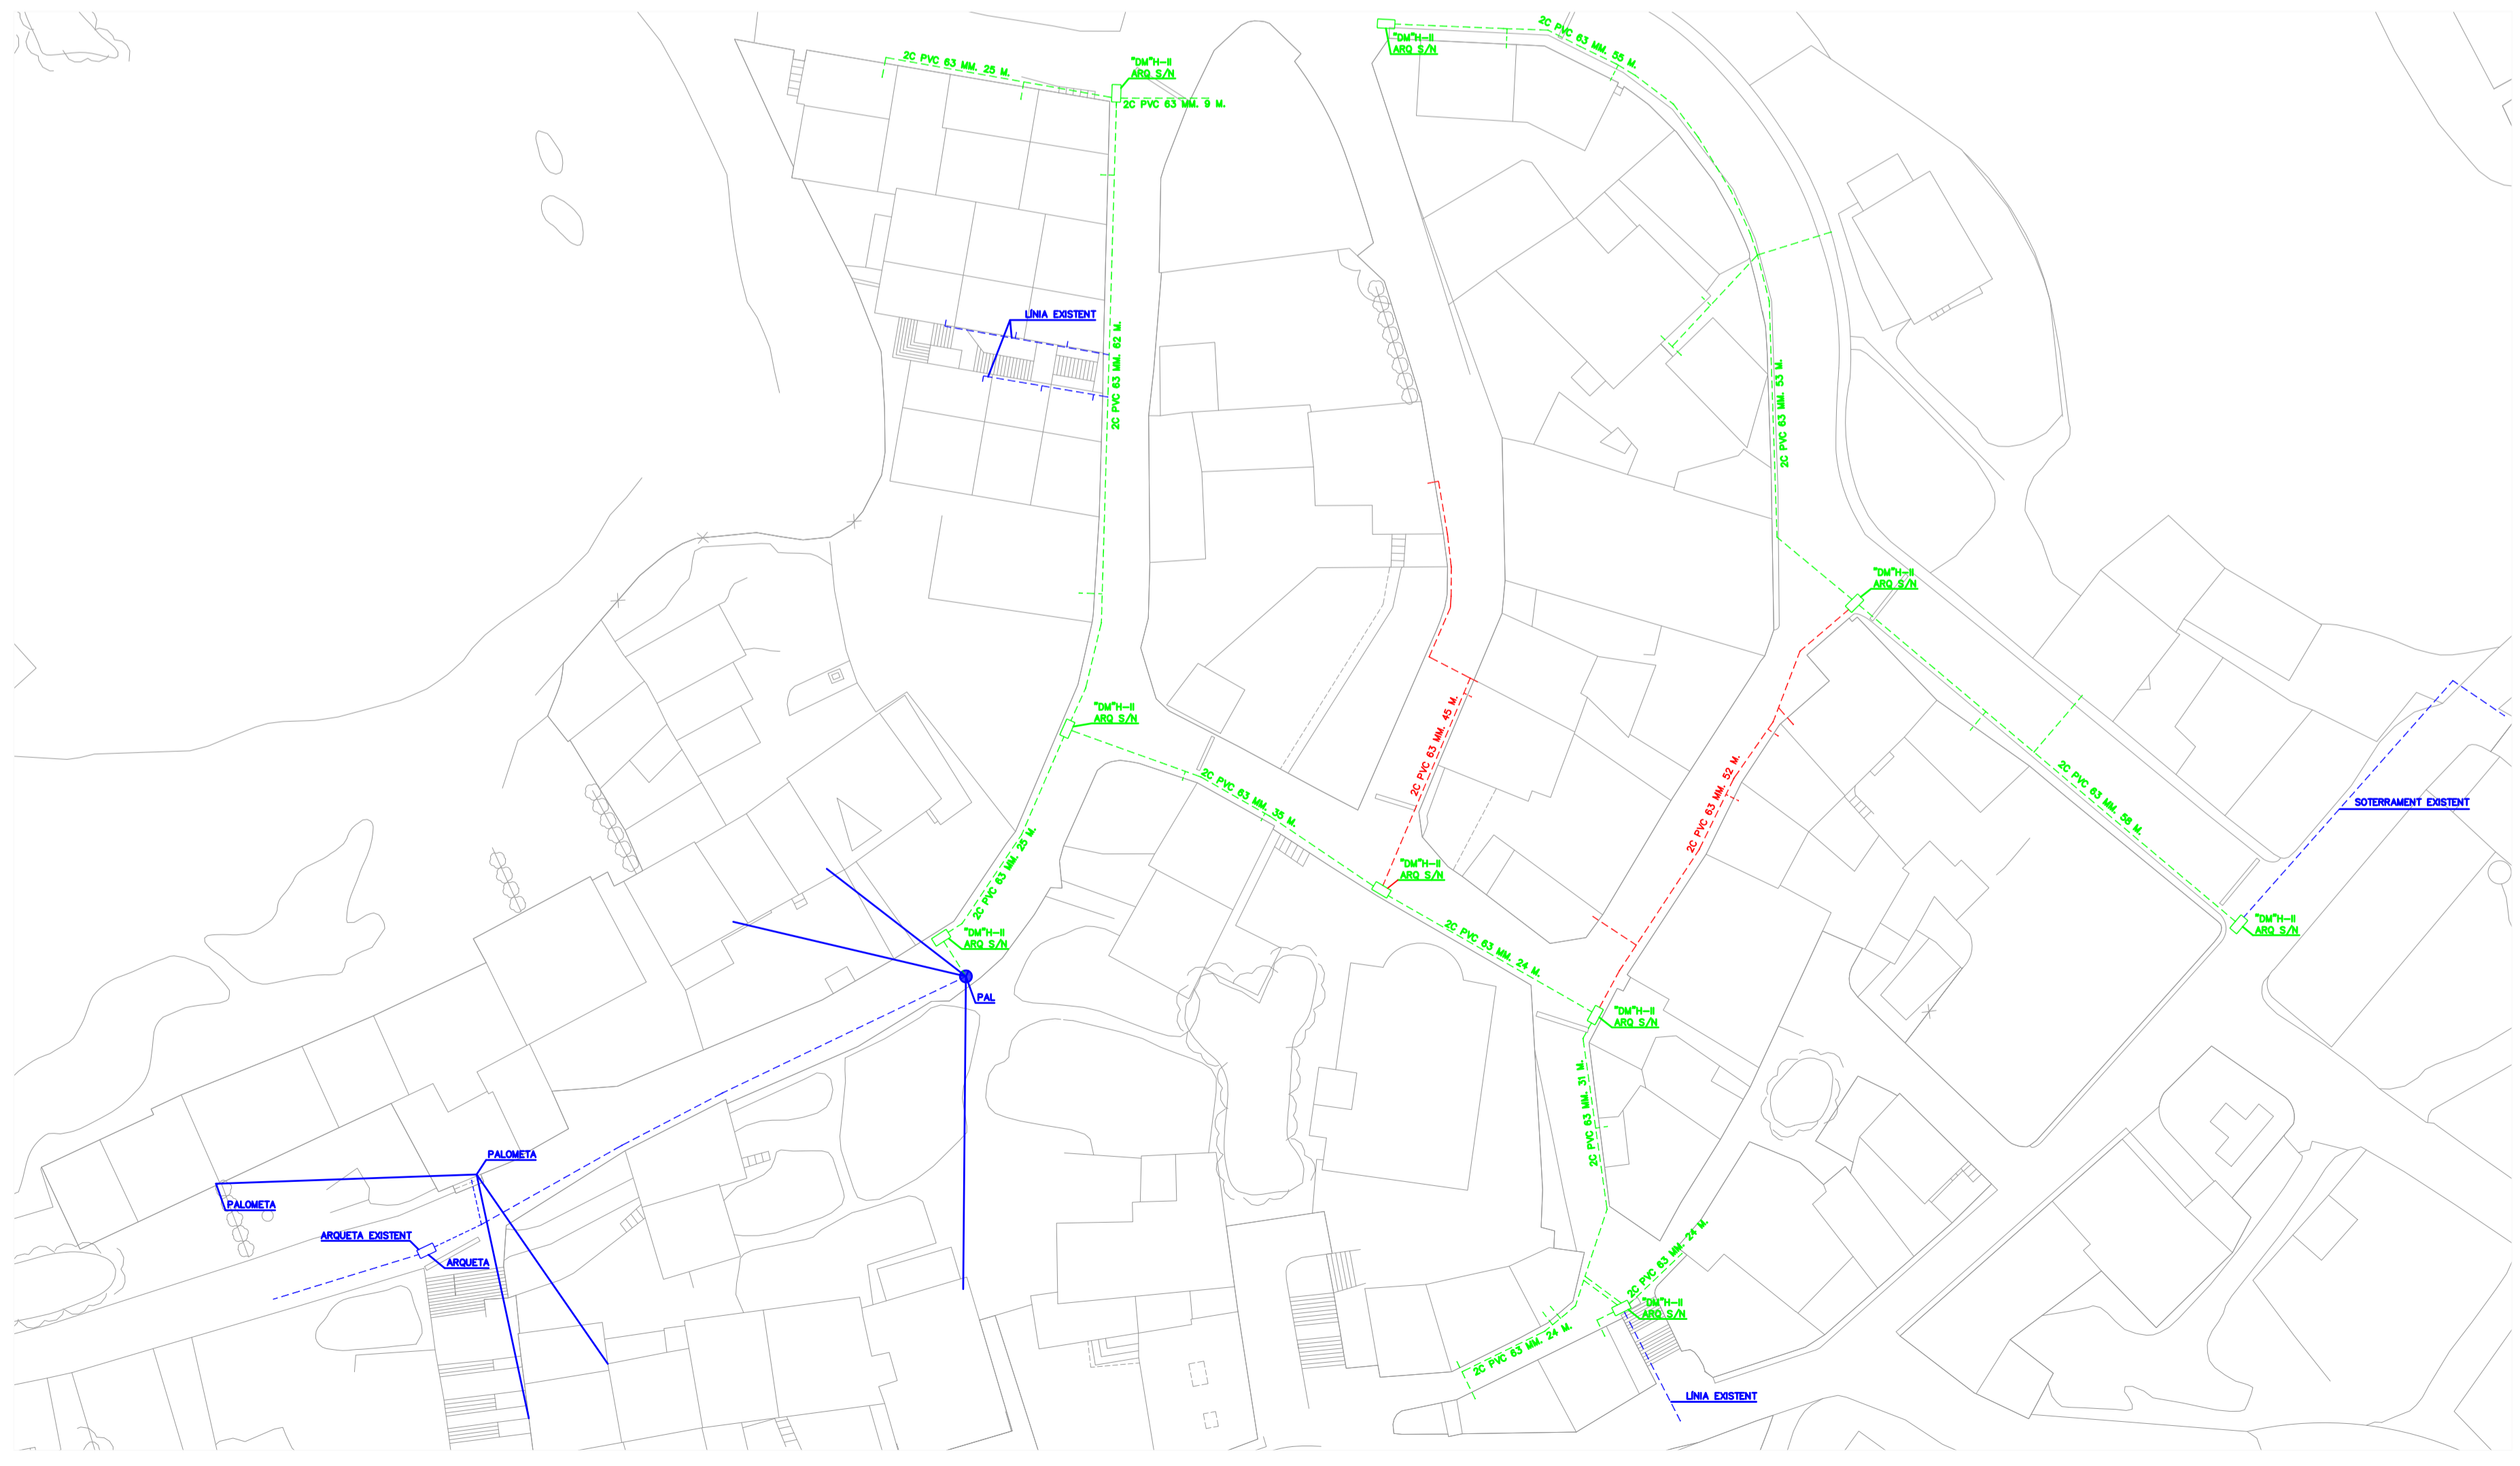 "DM"H-II
ARQ S/N
2C PVC 63 MM. 55 M.
2C PVC 63 MM. 25 M.
"DM"H-II
ARQ S/N
2C PVC 63 MM. 9 M.
LÍNIA EXISTENT
2C PVC 63 MM. 62 M.
2C PVC 63 MM. 53 M.
"DM"H-II
ARQ S/N
"DM"H-II
ARQ S/N
2C PVC 63 MM. 45 M.
2C PVC 63 MM. 52 M.
2C PVC 63 MM. 58 M.
SOTERRAMENT EXISTENT
2C PVC 63 MM. 35 M.
2C PVC 63 MM. 25 M.
"DM"H-II
ARQ S/N
"DM"H-II
ARQ S/N
"DM"H-II
ARQ S/N
2C PVC 63 MM. 24 M.
PAL
"DM"H-II
ARQ S/N
2C PVC 63 MM. 31 M.
PALOMETA
PALOMETA
ARQUETA EXISTENT
ARQUETA
2C PVC 63 MM. 24 M.
"DM"H-II
ARQ S/N
2C PVC 63 MM. 24 M.
LÍNIA EXISTENT